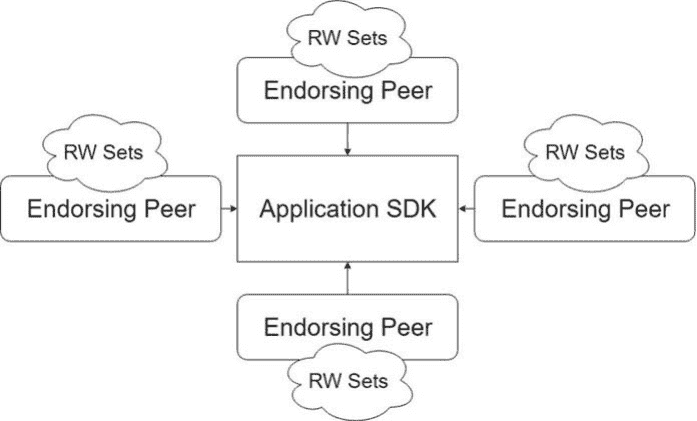 RW Sets
Endorsing Peer
RW Sets
RW Sets
Endorsing Peer
Application SDK
Endorsing Peer
Endorsing Peer
RW Sets